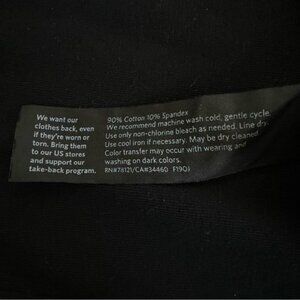 We want our
clothes back, even
if they're worn or
torn. Bring them
to our US stores
and support our
take-back program.
90% Cotton 10% Spandex
We recommend machine wash cold, gentle cycle.
Use only non-chlorine bleach as needed. Line dry.
Use cool iron if necessary. May be dry cleaned.
Color transfer may occur with wearing and
washing on dark colors.
RN#78121/CA#34460 F19Q1